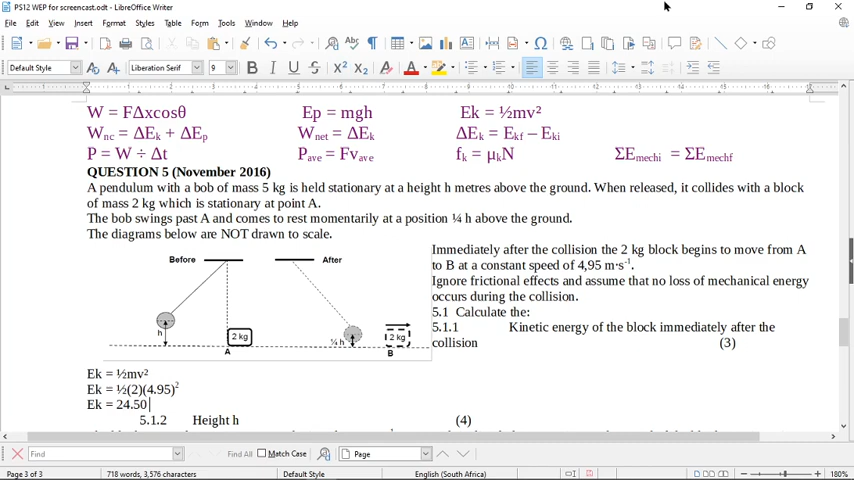 PS12 WEP for screencast.odt - LibreOffice Writer
File Edit View Insert Format Styles Table Form Tools Window Help
Default Style Liberation Serif 9
W = FΔxcosθ Ep = mgh Ek = ½mv²
Wnc = ΔEk + ΔEp Wnet = ΔEk ΔEk = Ekf – Eki
P = W ÷ Δt Pave = Fvave fk = μkN ΣEmechi = ΣEmechf
QUESTION 5 (November 2016)
A pendulum with a bob of mass 5 kg is held stationary at a height h metres above the ground. When released, it collides with a block
of mass 2 kg which is stationary at point A.
The bob swings past A and comes to rest momentarily at a position ¼ h above the ground.
The diagrams below are NOT drawn to scale.
Before After
h 2 kg A ¼ h 2 kg B
Immediately after the collision the 2 kg block begins to move from A
to B at a constant speed of 4,95 m·s⁻¹.
Ignore frictional effects and assume that no loss of mechanical energy
occurs during the collision.
5.1 Calculate the:
5.1.1 Kinetic energy of the block immediately after the
collision (3)
Ek = ½mv²
Ek = ½(2)(4.95)²
Ek = 24.50
5.1.2 Height h (4)
Find Find All Match Case Page
Page 3 of 3 718 words, 3,576 characters Default Style English (South Africa) 180%